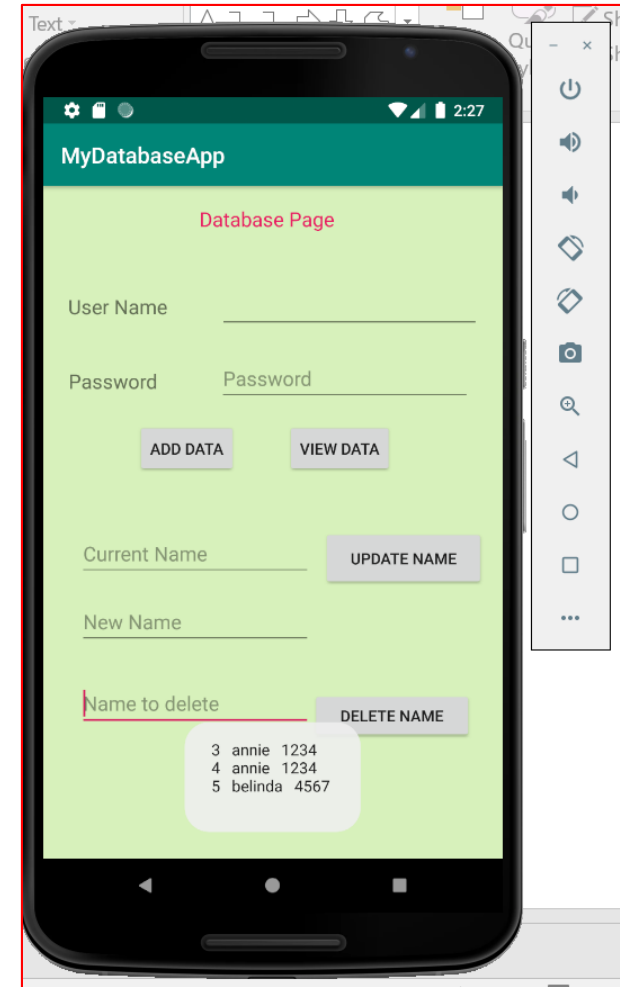 Text
2:27
MyDatabaseApp
Database Page
User Name
Password Password
ADD DATA VIEW DATA
Current Name UPDATE NAME
New Name
Name to delete DELETE NAME
3 annie 1234
4 annie 1234
5 belinda 4567